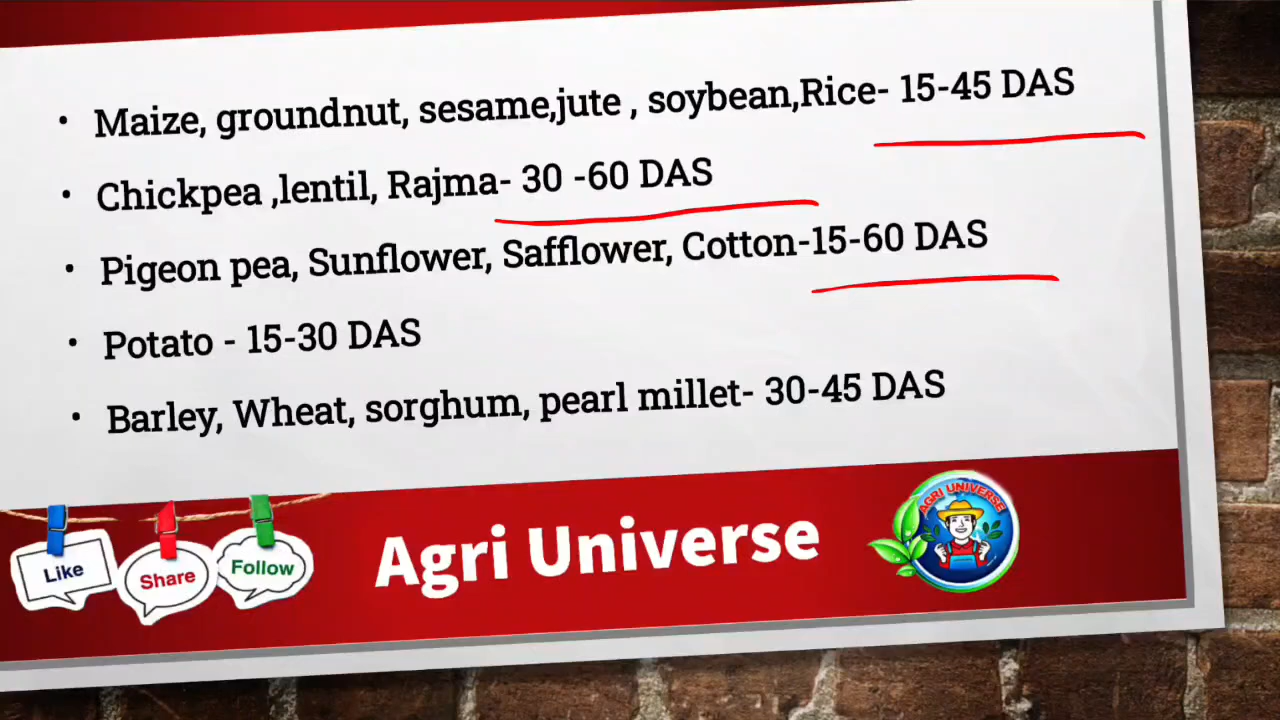 • Maize, groundnut, sesame,jute , soybean,Rice- 15-45 DAS
• Chickpea ,lentil, Rajma- 30 -60 DAS
• Pigeon pea, Sunflower, Safflower, Cotton-15-60 DAS
• Potato - 15-30 DAS
• Barley, Wheat, sorghum, pearl millet- 30-45 DAS
Like
Share
Follow
Agri Universe
AGRI UNIVERSE